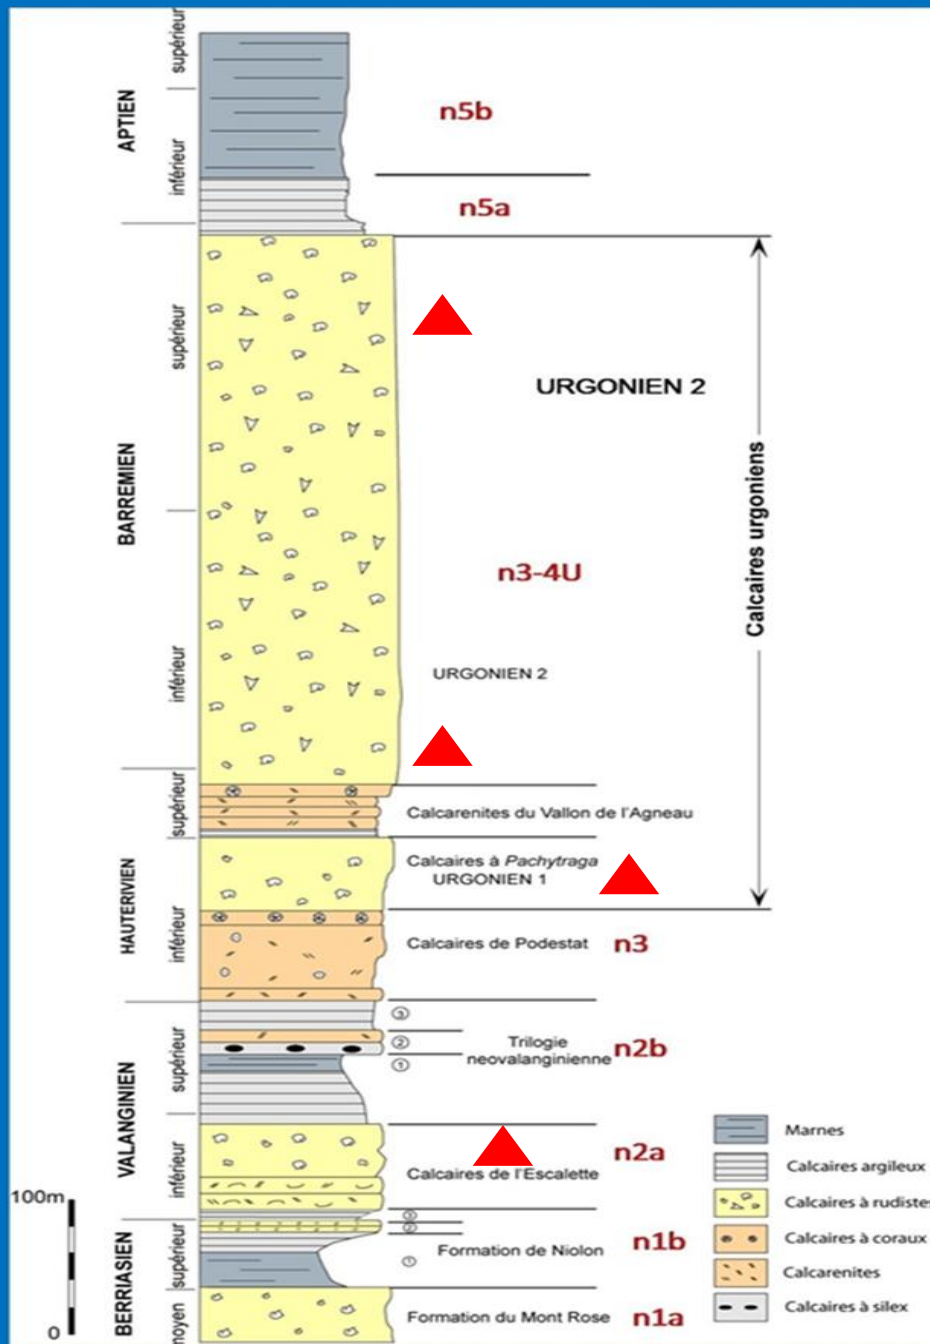 supérieur
APTIEN
inférieur
n5b
n5a
supérieur
URGONIEN 2
BARREMIEN
Calcaires urgoniens
n3-4U
inférieur
URGONIEN 2
supérieur
Calcarenites du Vallon de l'Agneau
HAUTERIVIEN
Calcaires à Pachytraga
URGONIEN 1
inférieur
Calcaires de Podestat n3
VALANGINIEN
supérieur
3
2
1
Trilogie
neovalanginienne n2b
inférieur
n2a
Calcaires de l'Escalette
3
2
1
BERRIASIEN
supérieur
Formation de Niolon n1b
moyen
Formation du Mont Rose n1a
100m
0
Marnes
Calcaires argileux
Calcaires à rudistes
Calcaires à coraux
Calcarenites
Calcaires à silex